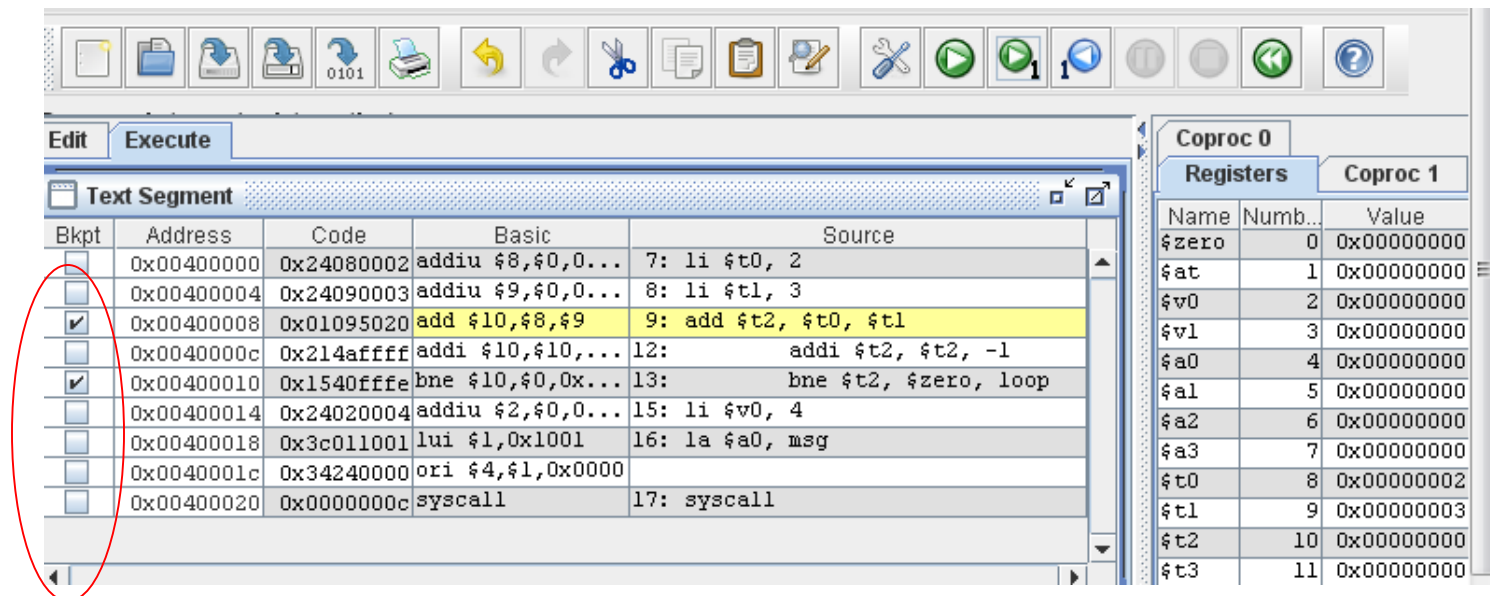 0101 1 1
Edit Execute
Text Segment
Bkpt Address Code Basic Source
0x00400000 0x24080002 addiu $8,$0,0... 7: li $t0, 2
0x00400004 0x24090003 addiu $9,$0,0... 8: li $t1, 3
0x00400008 0x01095020 add $10,$8,$9 9: add $t2, $t0, $t1
0x0040000c 0x214affff addi $10,$10,... 12: addi $t2, $t2, -1
0x00400010 0x1540fffe bne $10,$0,0x... 13: bne $t2, $zero, loop
0x00400014 0x24020004 addiu $2,$0,0... 15: li $v0, 4
0x00400018 0x3c011001 lui $1,0x1001 16: la $a0, msg
0x0040001c 0x34240000 ori $4,$1,0x0000
0x00400020 0x0000000c syscall 17: syscall
Coproc 0
Registers Coproc 1
Name Numb... Value
$zero 0 0x00000000
$at 1 0x00000000
$v0 2 0x00000000
$v1 3 0x00000000
$a0 4 0x00000000
$a1 5 0x00000000
$a2 6 0x00000000
$a3 7 0x00000000
$t0 8 0x00000002
$t1 9 0x00000003
$t2 10 0x00000000
$t3 11 0x00000000